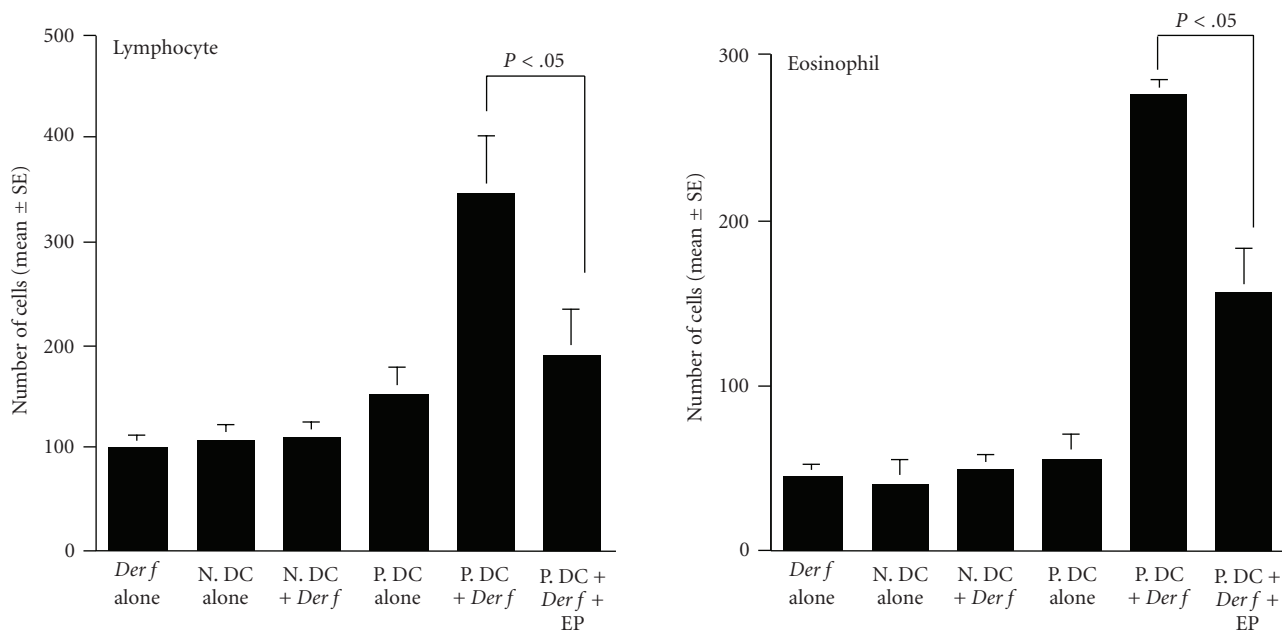 Lymphocyte
P < .05
Number of cells (mean ± SE)
500
400
300
200
100
0
Der f
alone
N. DC
alone
N. DC
+ Der f
P. DC
alone
P. DC
+ Der f
P. DC +
Der f +
EP
Eosinophil
P < .05
Number of cells (mean ± SE)
300
200
100
0
Der f
alone
N. DC
alone
N. DC
+ Der f
P. DC
alone
P. DC
+ Der f
P. DC +
Der f +
EP